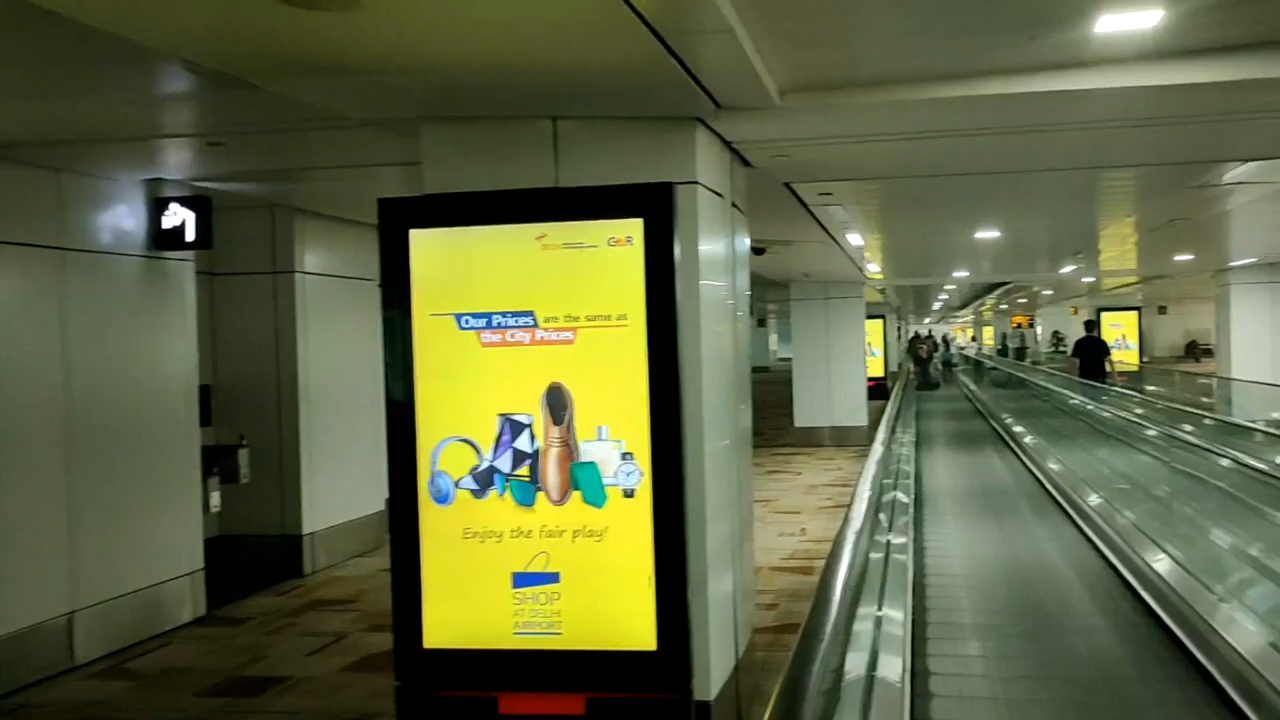 GMR
Our Prices are the same as
the City Prices
Enjoy the fair play!
SHOP
AT DELHI
AIRPORT